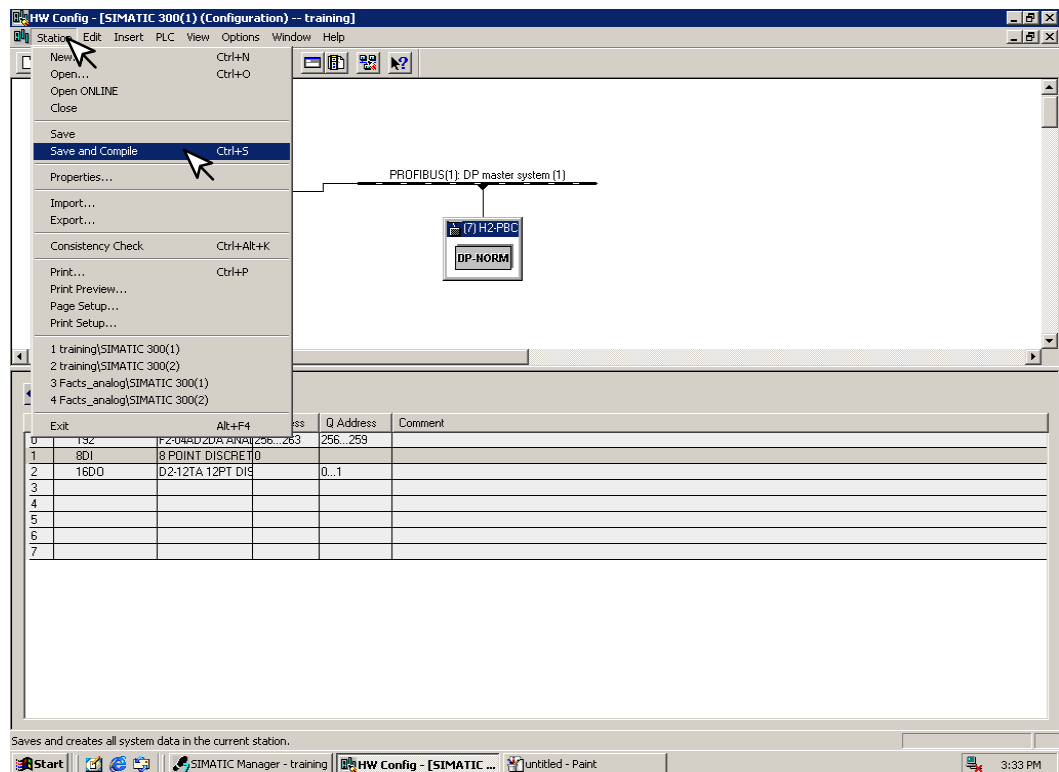 HW Config - [SIMATIC 300(1) (Configuration) -- training]
Station Edit Insert PLC View Options Window Help
New... Ctrl+N
Open... Ctrl+O
Open ONLINE
Close
Save
Save and Compile Ctrl+S
Properties...
Import...
Export...
Consistency Check Ctrl+Alt+K
Print... Ctrl+P
Print Preview...
Page Setup...
Print Setup...
1 training\SIMATIC 300(1)
2 training\SIMATIC 300(2)
3 Facts_analog\SIMATIC 300(1)
4 Facts_analog\SIMATIC 300(2)
Exit Alt+F4
PROFIBUS(1): DP master system (1)
(7) H2-PBC
DP-NORM
Q Address Comment
0 192 F2-04AD2DA ANAL 256...263 256...259
1 8DI 8 POINT DISCRET 0
2 16DO D2-12TA 12PT DIS 0...1
3
4
5
6
7
Saves and creates all system data in the current station.
Start SIMATIC Manager - training HW Config - [SIMATIC ... untitled - Paint 3:33 PM